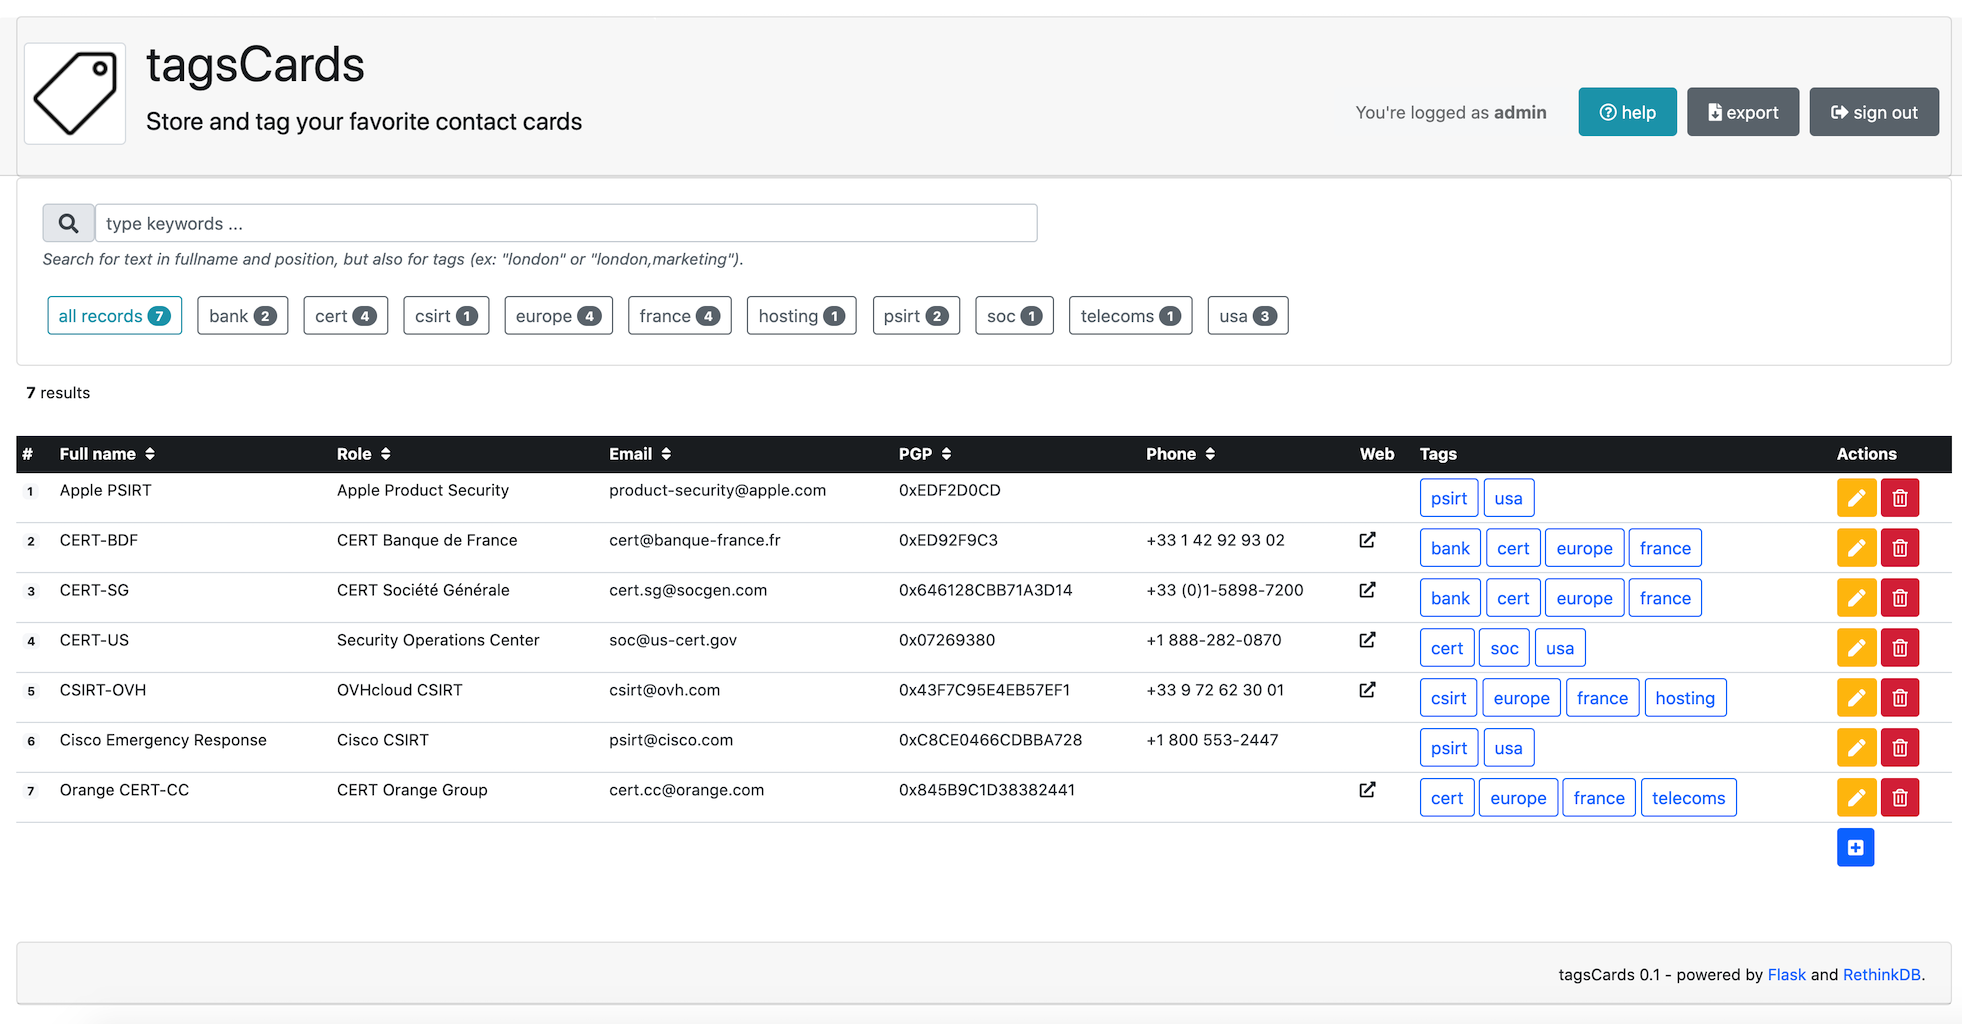 tagsCards
Store and tag your favorite contact cards
You're logged as admin help export sign out
type keywords ...
Search for text in fullname and position, but also for tags (ex: "london" or "london,marketing").
all records 7 bank 2 cert 4 csirt 1 europe 4 france 4 hosting 1 psirt 2 soc 1 telecoms 1 usa 3
7 results
# Full name Role Email PGP Phone Web Tags Actions
1 Apple PSIRT Apple Product Security product-security@apple.com 0xEDF2D0CD psirt usa
2 CERT-BDF CERT Banque de France cert@banque-france.fr 0xED92F9C3 +33 1 42 92 93 02 bank cert europe france
3 CERT-SG CERT Société Générale cert.sg@socgen.com 0x646128CBB71A3D14 +33 (0)1-5898-7200 bank cert europe france
4 CERT-US Security Operations Center soc@us-cert.gov 0x07269380 +1 888-282-0870 cert soc usa
5 CSIRT-OVH OVHcloud CSIRT csirt@ovh.com 0x43F7C95E4EB57EF1 +33 9 72 62 30 01 csirt europe france hosting
6 Cisco Emergency Response Cisco CSIRT psirt@cisco.com 0xC8CE0466CDBBA728 +1 800 553-2447 psirt usa
7 Orange CERT-CC CERT Orange Group cert.cc@orange.com 0x845B9C1D38382441 cert europe france telecoms
tagsCards 0.1 - powered by Flask and RethinkDB.